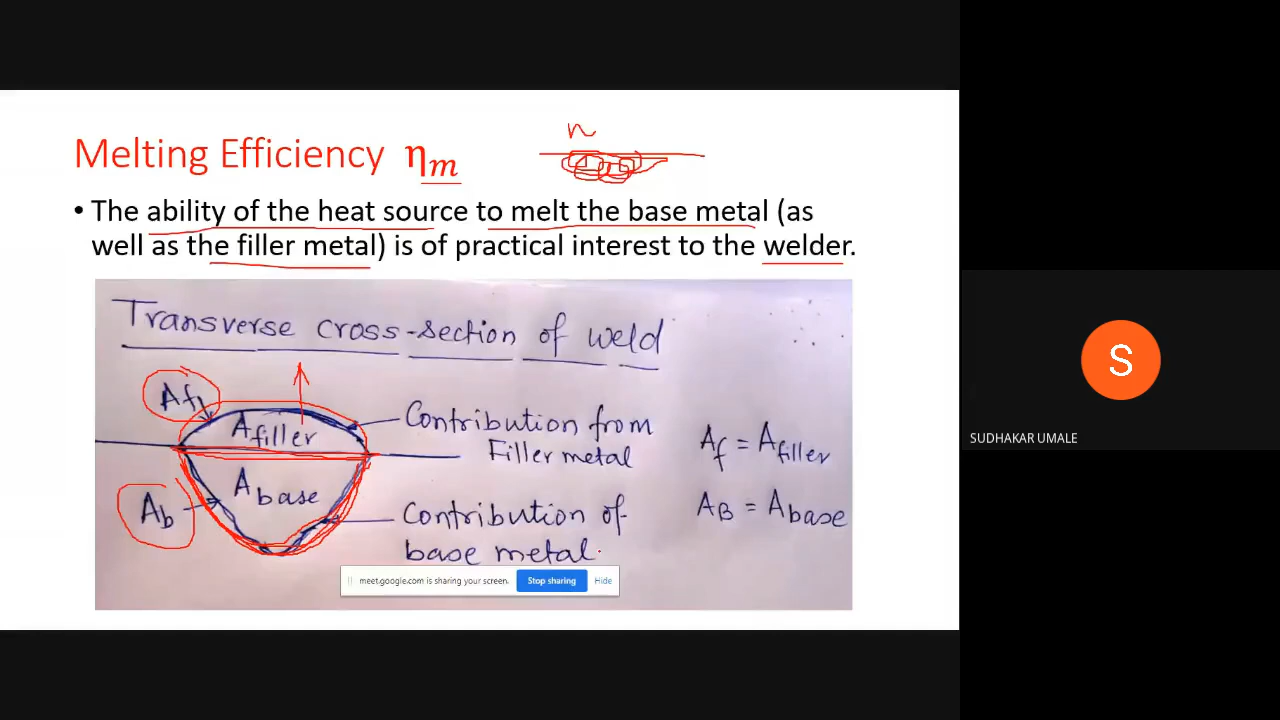 Melting Efficiency ηm
n
• The ability of the heat source to melt the base metal (as
well as the filler metal) is of practical interest to the welder.
Transverse cross-section of weld
Af
Afiller
Contribution from
Filler metal
Af = Afiller
Abase
Ab
Contribution of
base metal
AB = Abase
meet.google.com is sharing your screen.
Stop sharing
Hide
S
SUDHAKAR UMALE